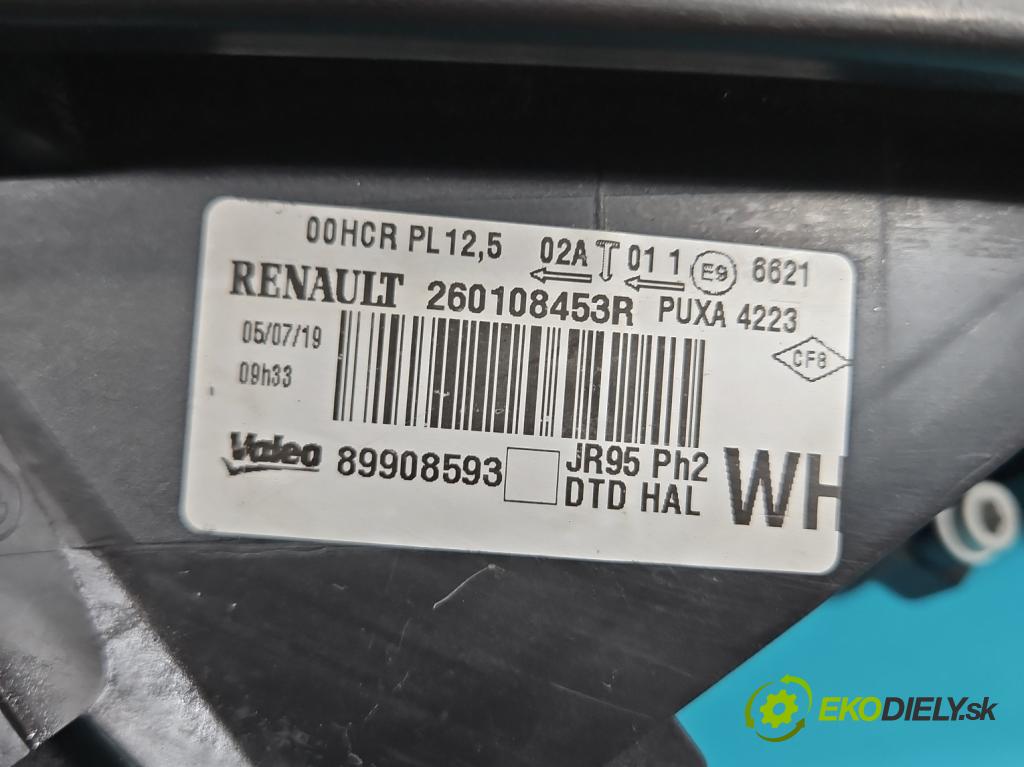 00HCR PL12,5 02A 01 1 E9 6621
RENAULT 260108453R PUXA 4223
05/07/19
09h33
CF8
Valeo 89908593 JR95 Ph2
DTD HAL
WH
EKODIELY.sk